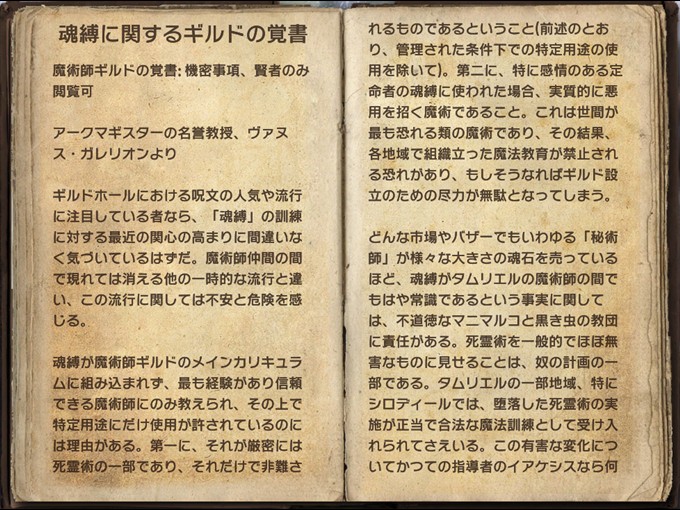 魂縛に関するギルドの覚書
魔術師ギルドの覚書: 機密事項、賢者のみ
閲覧可
アークマギスターの名誉教授、ヴァヌ
ス・ガレリオンより
ギルドホールにおける呪文の人気や流行
に注目している者なら、「魂縛」の訓練
に対する最近の関心の高まりに間違いな
く気づいているはずだ。魔術師仲間の間
で現れては消える他の一時的な流行と違
い、この流行に関しては不安と危険を感
じる。
魂縛が魔術師ギルドのメインカリキュラ
ムに組み込まれず、最も経験があり信頼
できる魔術師にのみ教えられ、その上で
特定用途にだけ使用が許されているのに
は理由がある。第一に、それが厳密には
死霊術の一部であり、それだけで非難さ
れるものであるということ(前述のとお
り、管理された条件下での特定用途の使
用を除いて)。第二に、特に感情のある定
命者の魂縛に使われた場合、実質的に悪
用を招く魔術であること。これは世間が
最も恐れる類の魔術であり、その結果、
各地域で組織立った魔法教育が禁止され
る恐れがあり、もしそうなればギルド設
立のための尽力が無駄となってしまう。
どんな市場やバザーでもいわゆる「秘術
師」が様々な大きさの魂石を売っている
ほど、魂縛がタムリエルの魔術師の間で
もはや常識であるという事実に関して
は、不道徳なマニマルコと黒き虫の教団
に責任がある。死霊術を一般的でほぼ無
害なものに見せることは、奴の計画の一
部である。タムリエルの一部地域、特に
シロディールでは、堕落した死霊術の実
施が正当で合法な魔法訓練として受け入
れられてさえいる。この有害な変化につ
いてかつての指導者のイアケシスなら何